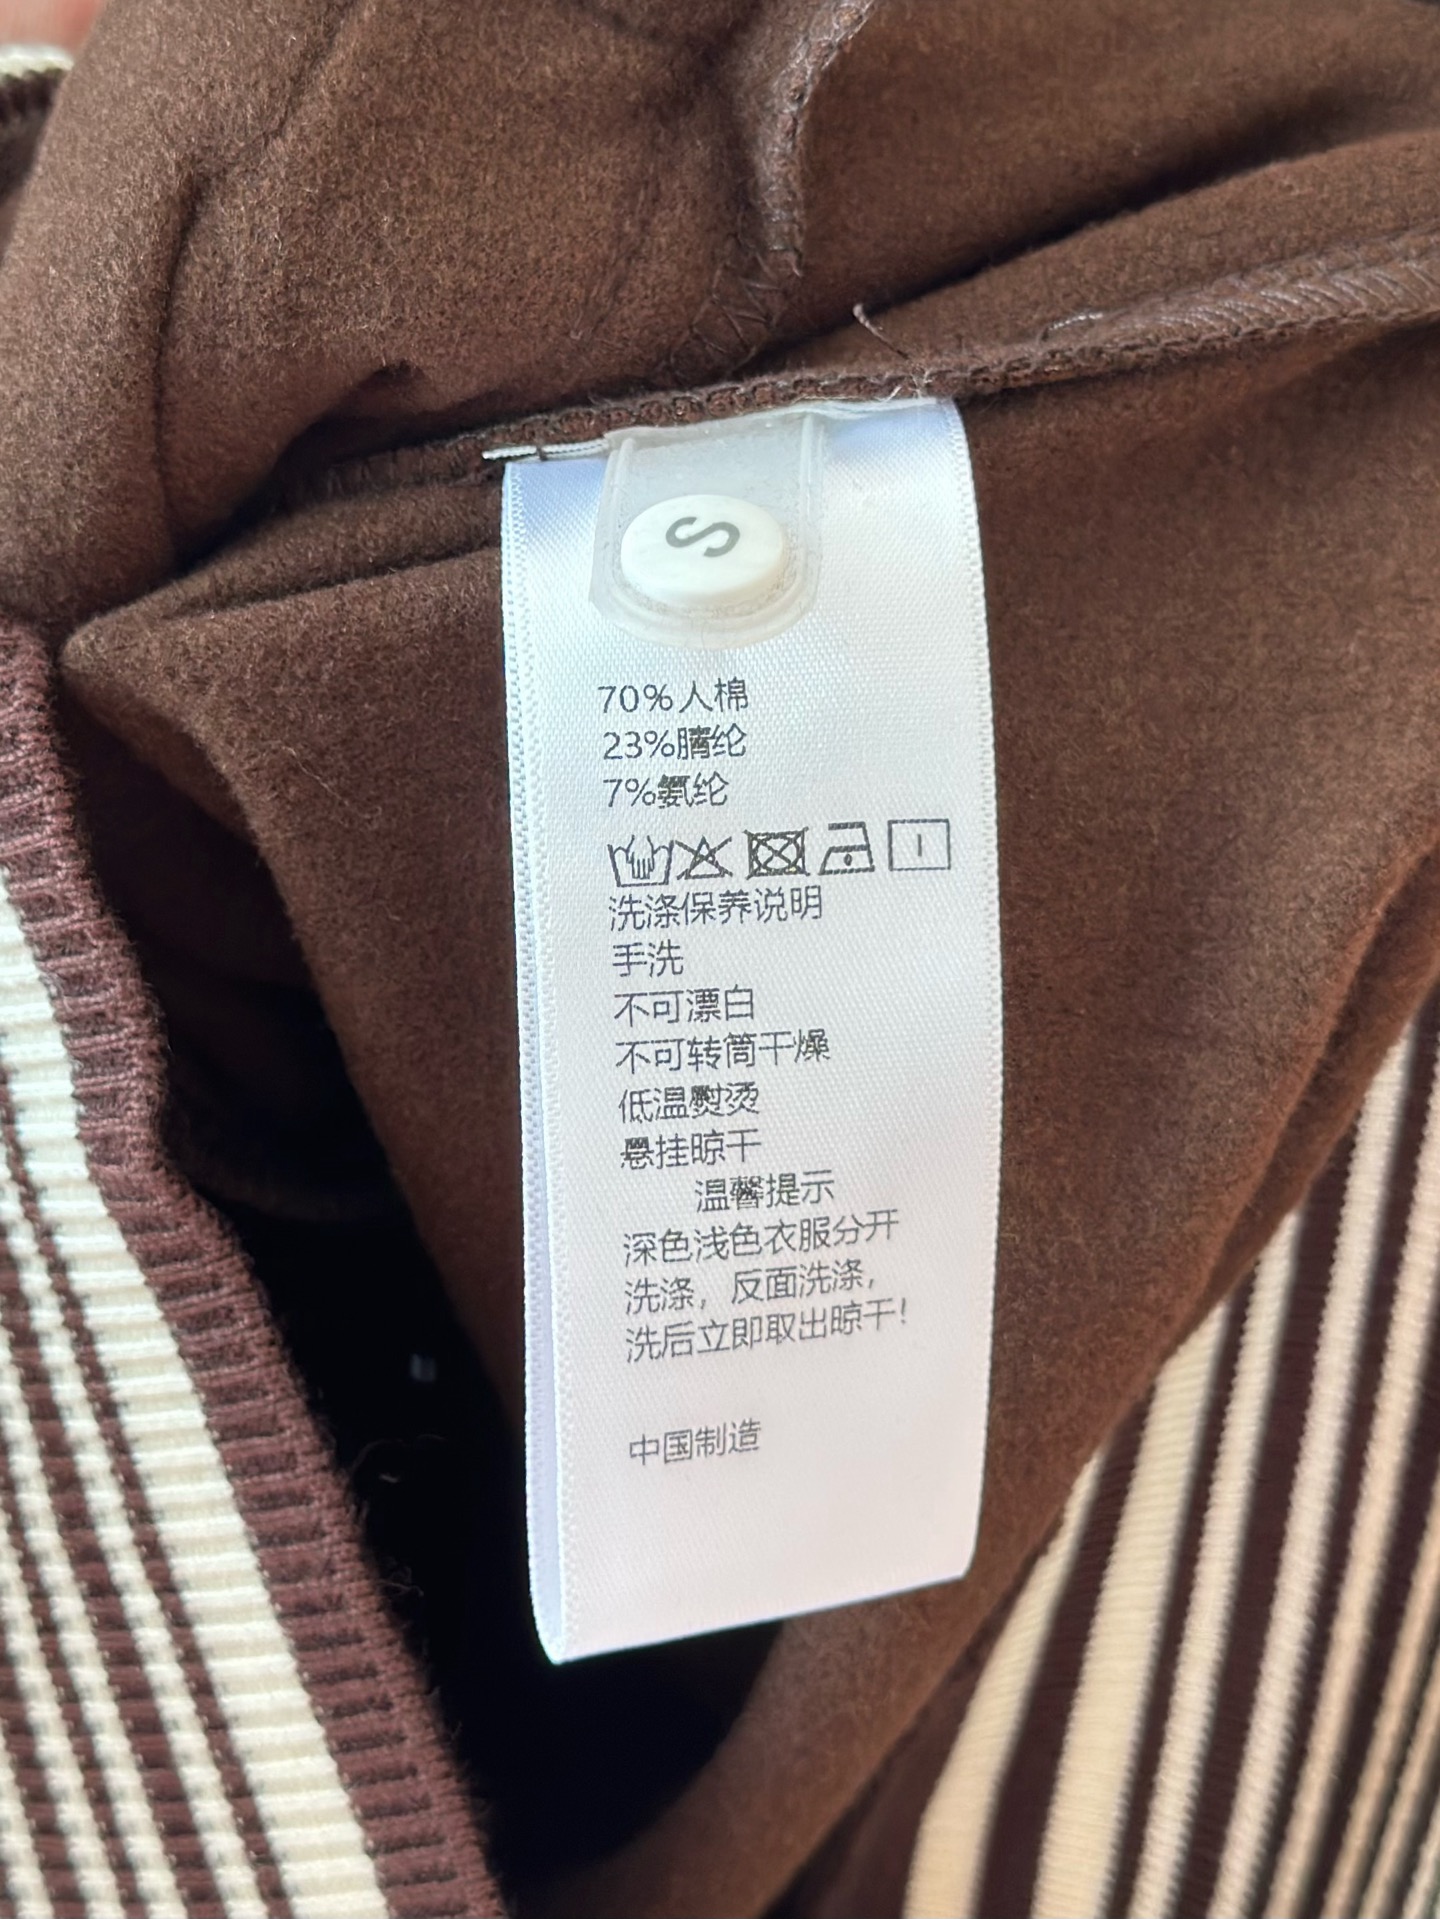 S
70%人棉
23%腈纶
7%氨纶
洗涤保养说明
手洗
不可漂白
不可转筒干燥
低温熨烫
悬挂晾干
温馨提示
深色浅色衣服分开
洗涤，反面洗涤，
洗后立即取出晾干！
中国制造